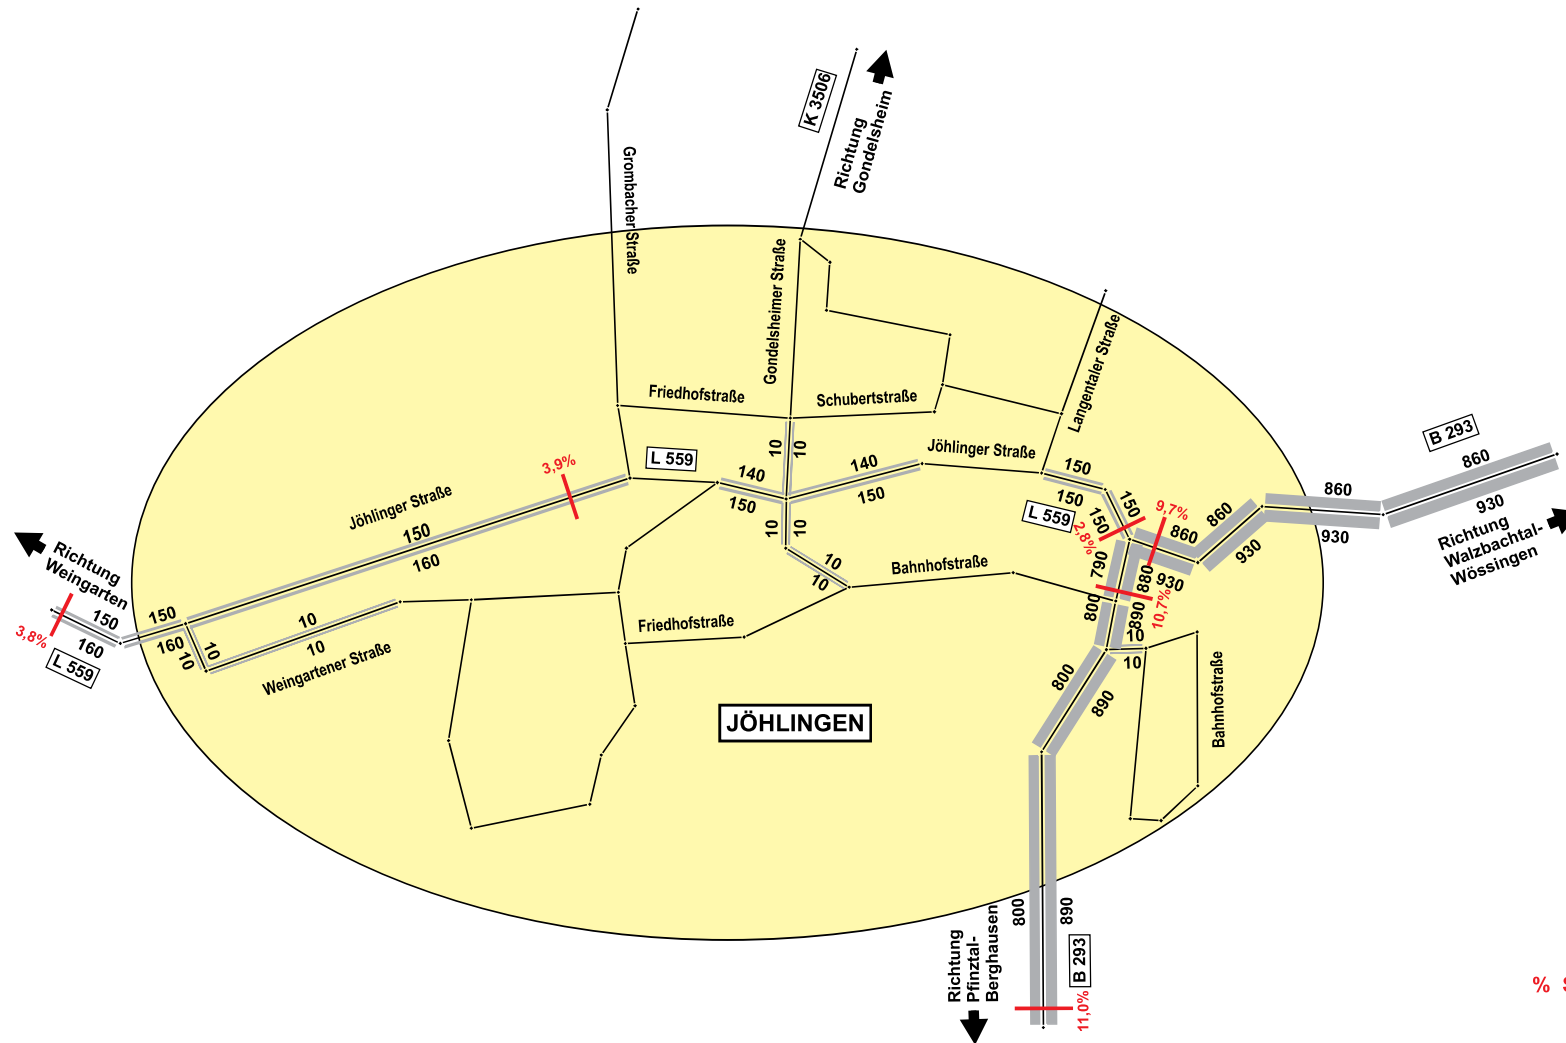 K 3506
Richtung
Gondelsheim
Grombacher Straße
Gondelsheimer Straße
Langentaler Straße
Friedhofstraße
Schubertstraße
10
10
Jöhlinger Straße
B 293
860
930
Richtung
Walzbachtal-
Wössingen
L 559
3,9%
140
150
140
150
150
150
860
930
Jöhlinger Straße
150
160
L 559
150
150
2,8%
9,7%
860
930
860
930
Richtung
Weingarten
10
10
10
10
Bahnhofstraße
790
880
800
890
10,7%
150
160
3,8%
L 559
150
160
10
10
10
10
Weingartener Straße
Friedhofstraße
10
10
800
890
Bahnhofstraße
JÖHLINGEN
800
890
Richtung
Pfinztal-
Berghausen
B 293
11,0%
%